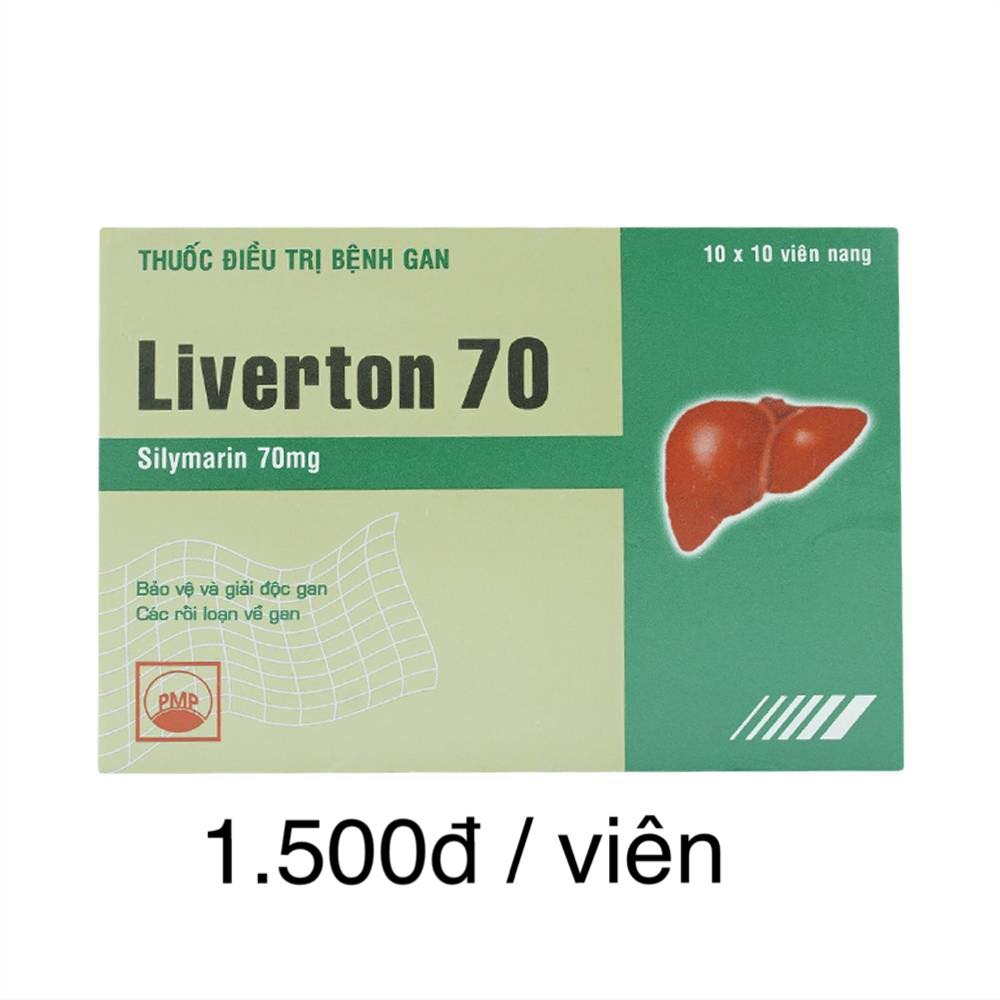 THUỐC ĐIỀU TRỊ BỆNH GAN
10 x 10 viên nang
Liverton 70
Silymarin 70mg
Bảo vệ và giải độc gan
Các rối loạn về gan
PMP
1.500đ / viên